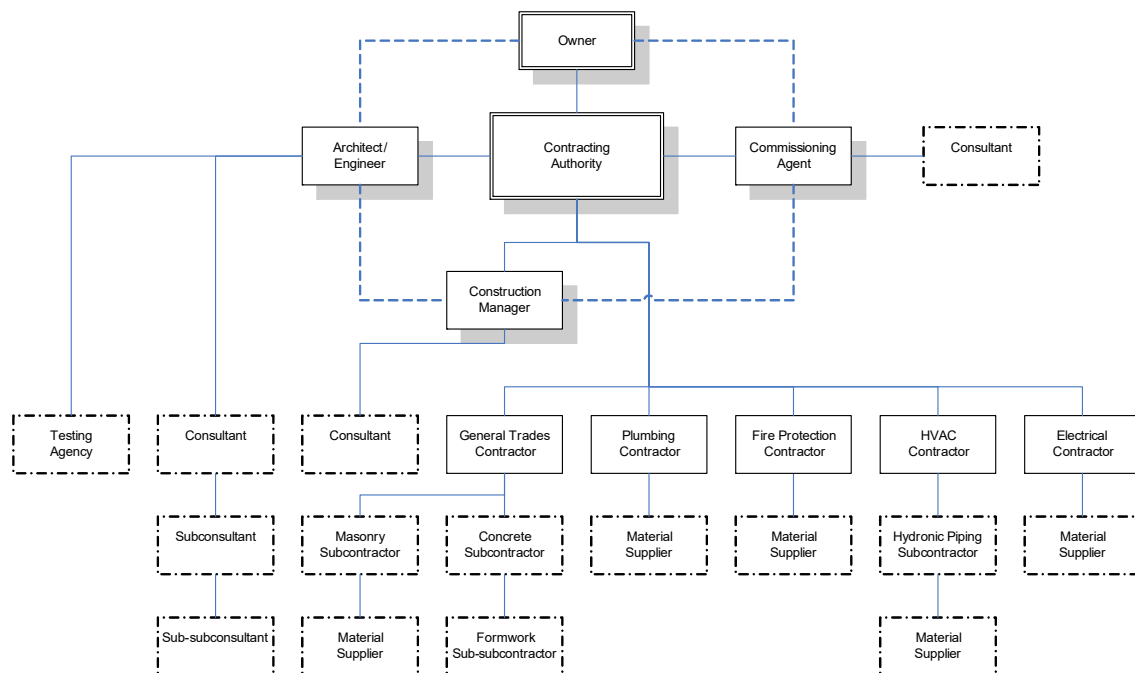 Owner
Architect/
Engineer
Contracting
Authority
Commissioning
Agent
Consultant
Construction
Manager
Testing
Agency
Consultant
Consultant
General Trades
Contractor
Plumbing
Contractor
Fire Protection
Contractor
HVAC
Contractor
Electrical
Contractor
Subconsultant
Masonry
Subcontractor
Concrete
Subcontractor
Material
Supplier
Material
Supplier
Hydronic Piping
Subcontractor
Material
Supplier
Sub-subconsultant
Material
Supplier
Formwork
Sub-subcontractor
Material
Supplier